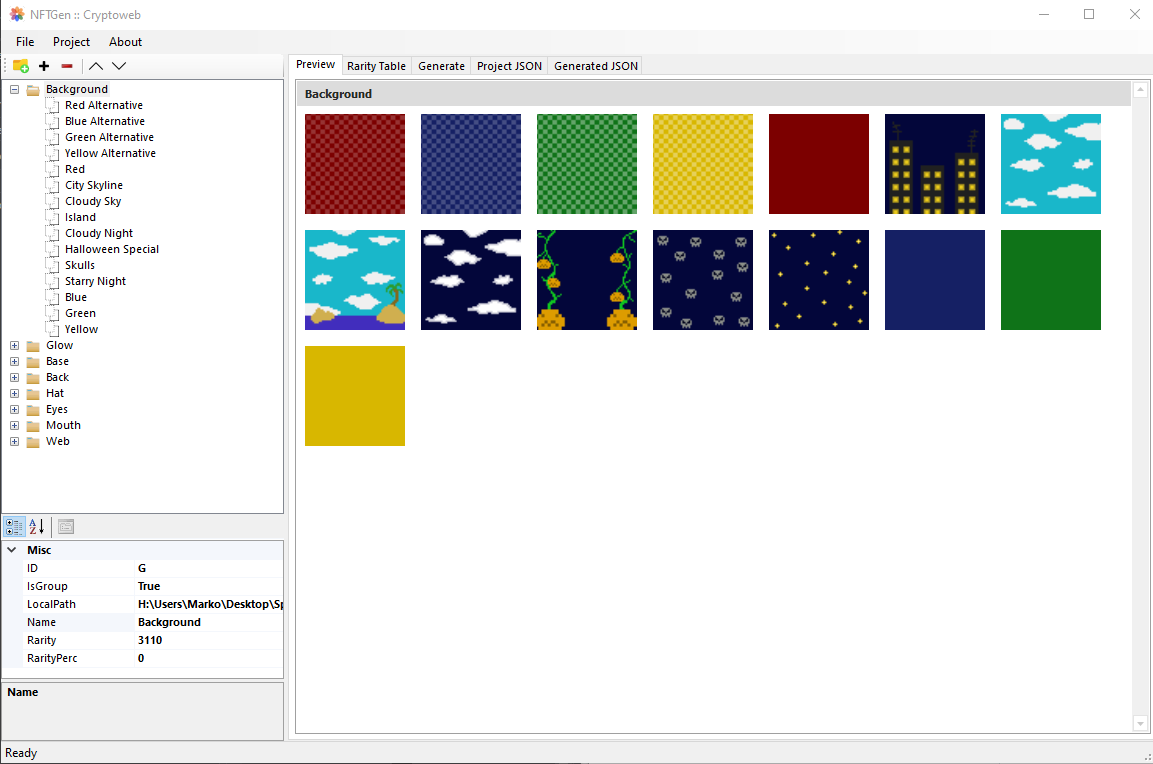 NFTGen :: Cryptoweb
File Project About
Preview Rarity Table Generate Project JSON Generated JSON
Background
Red Alternative
Blue Alternative
Green Alternative
Yellow Alternative
Red
City Skyline
Cloudy Sky
Island
Cloudy Night
Halloween Special
Skulls
Starry Night
Blue
Green
Yellow
Glow
Base
Back
Hat
Eyes
Mouth
Web
Misc
ID G
IsGroup True
LocalPath H:\Users\Marko\Desktop\Sp
Name Background
Rarity 3110
RarityPerc 0
Name
Background
Ready